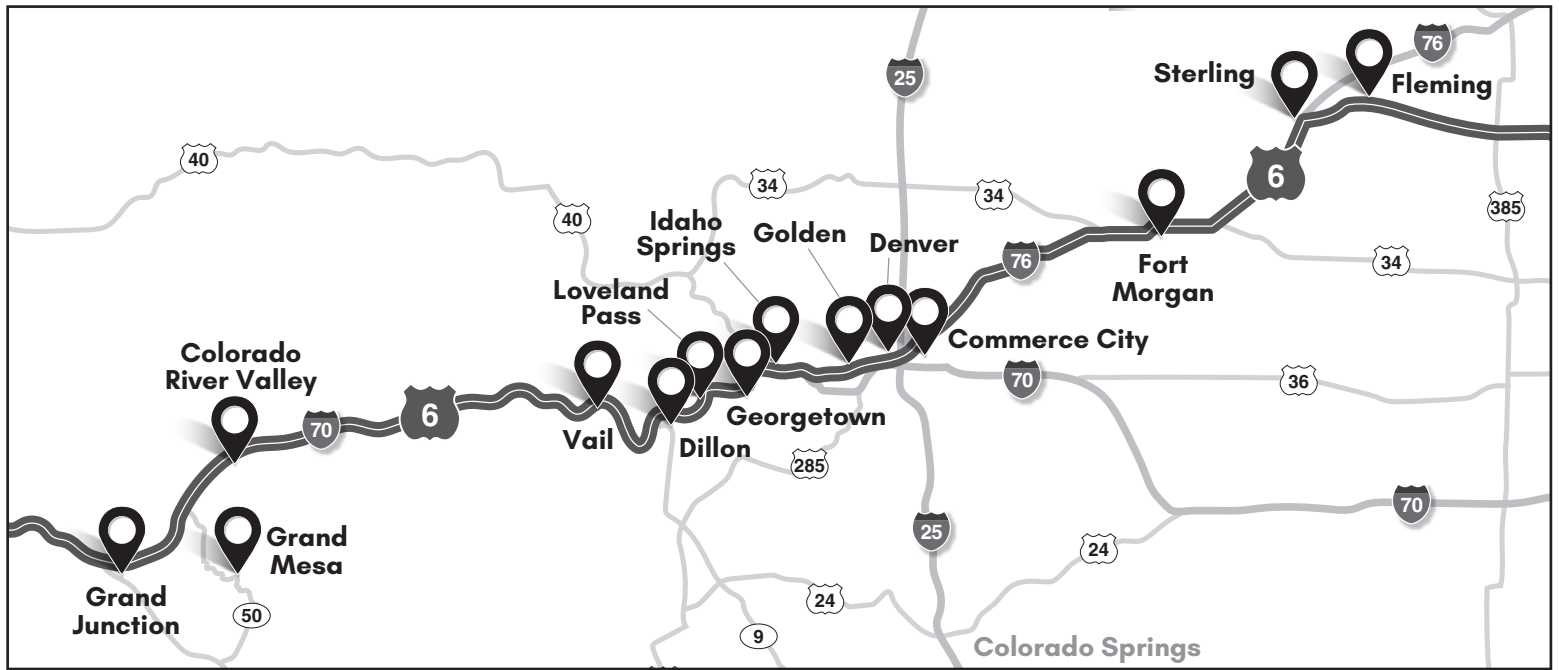 76
25
Sterling
Fleming
40
6
34
34
385
40
Idaho
Springs
Golden
Denver
76
34
Fort
Morgan
Loveland
Pass
Commerce City
Colorado
River Valley
70
36
6
70
Georgetown
Vail
Dillon
285
70
25
Grand
Mesa
24
Grand
Junction
50
24
9
Colorado Springs